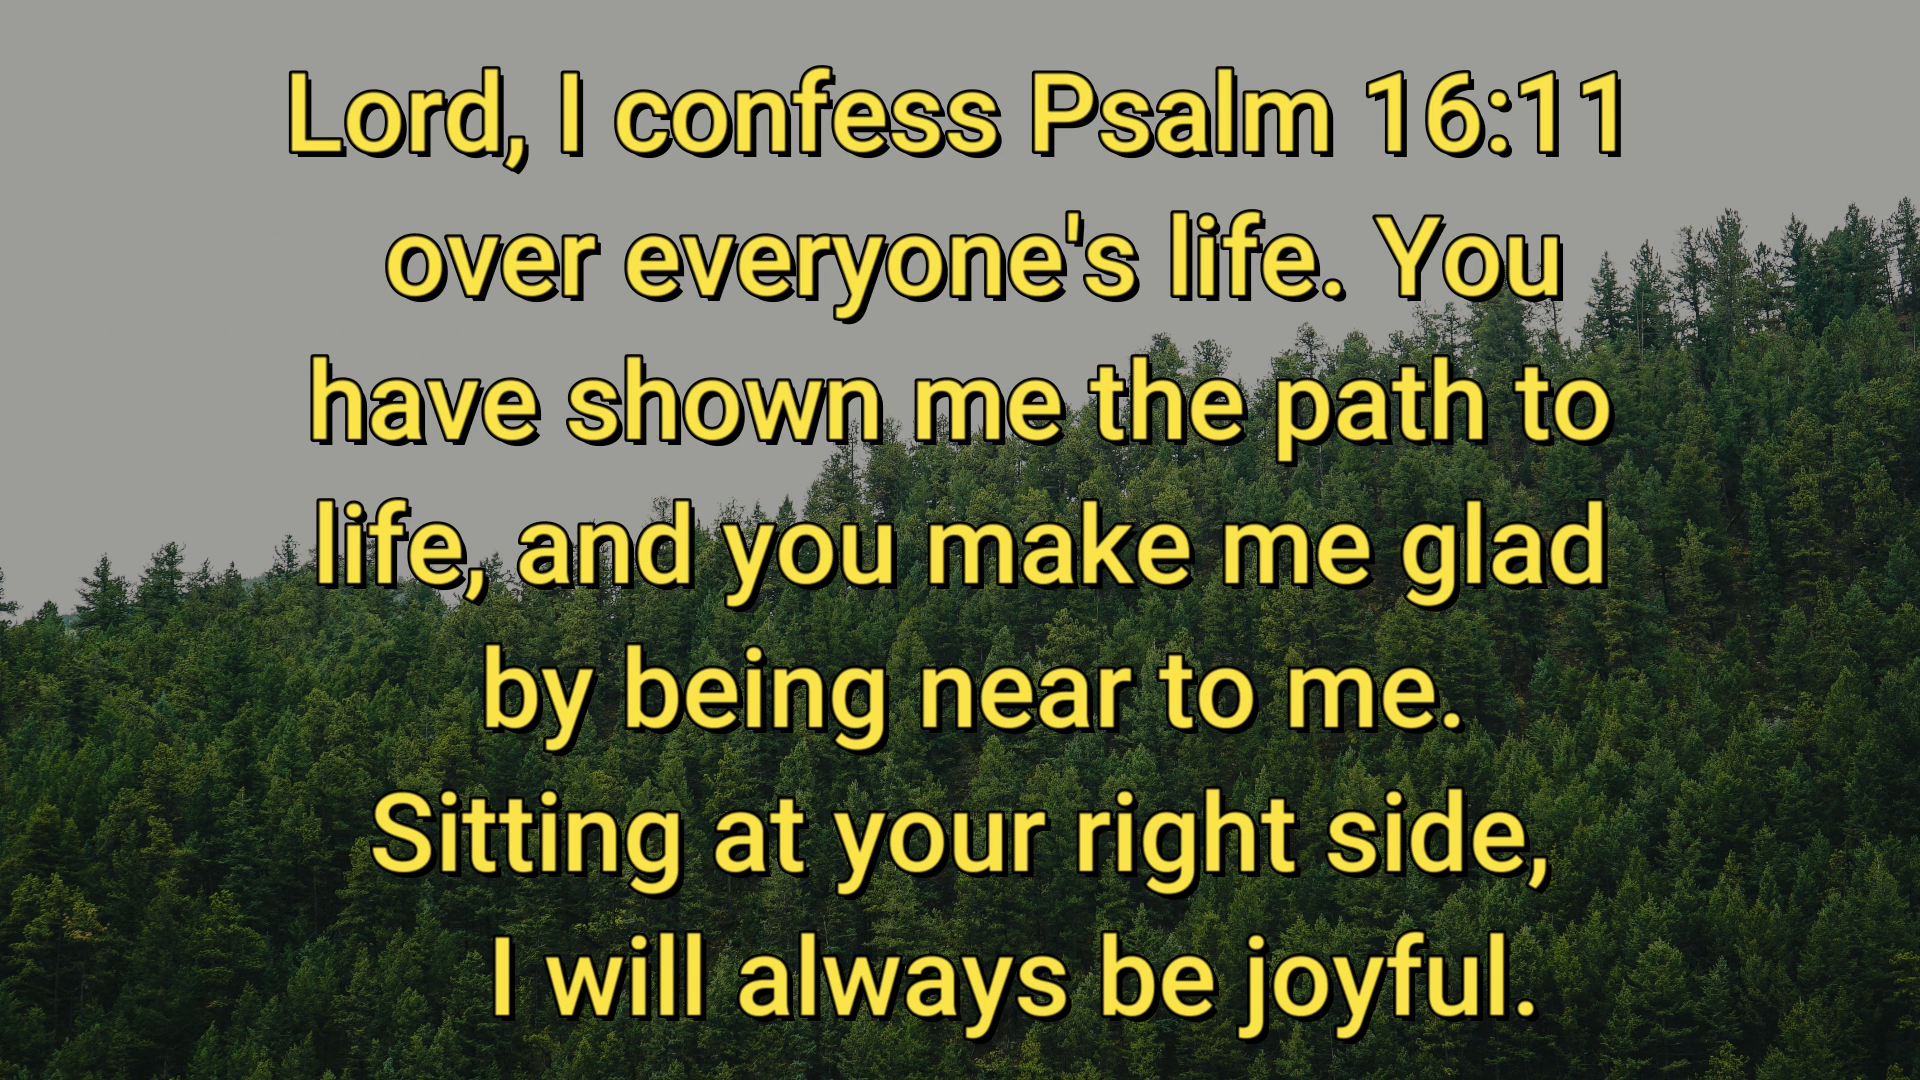 Lord, I confess Psalm 16:11
over everyone's life. You
have shown me the path to
life, and you make me glad
by being near to me.
Sitting at your right side,
I will always be joyful.